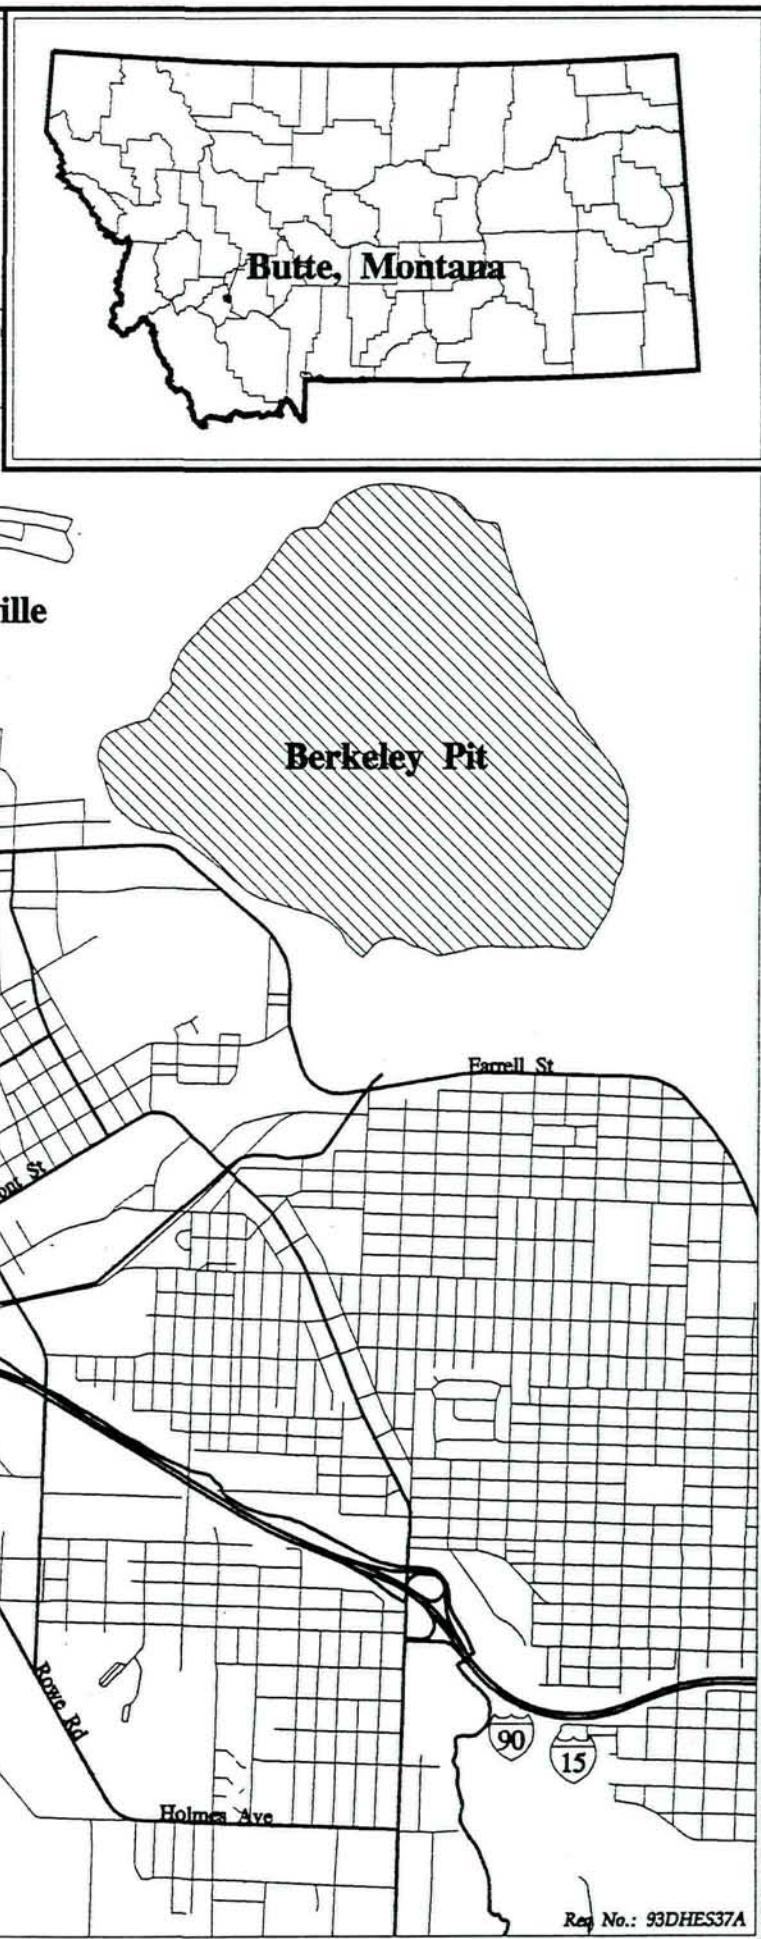 Butte, Montana
ille
Berkeley Pit
Farrell St
ont St
Rowe Rd
90
15
Holmes Ave
Req No.: 93DHES37A